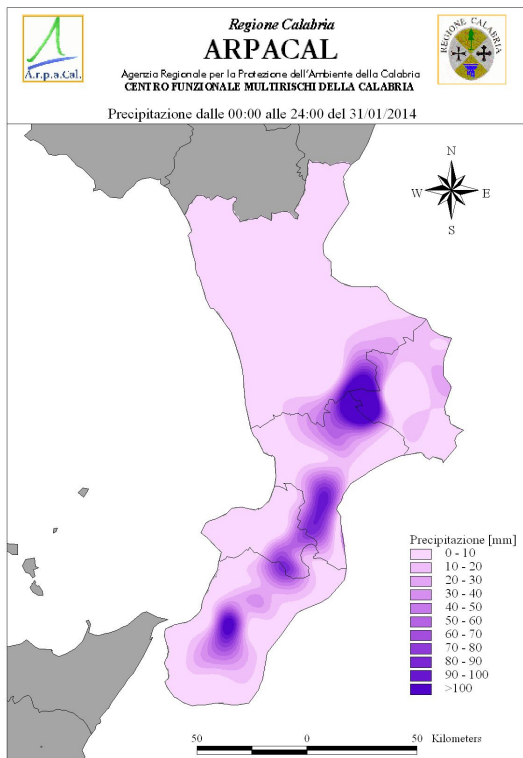 Regione Calabria
ARPACAL
Agenzia Regionale per la Protezione dell'Ambiente della Calabria
CENTRO FUNZIONALE MULTIRISCHI DELLA CALABRIA
Precipitazione dalle 00:00 alle 24:00 del 31/01/2014
A.r.p.a.Cal.
REGIONE CALABRIA
N
W E
S
Precipitazione [mm]
0 - 10
10 - 20
20 - 30
30 - 40
40 - 50
50 - 60
60 - 70
70 - 80
80 - 90
90 - 100
>100
50 0 50 Kilometers